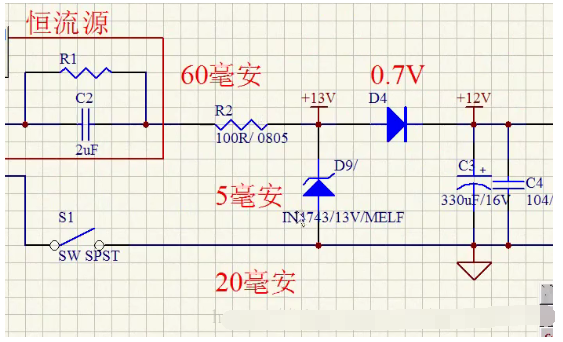 恒流源
R1
60毫安
0.7V
C2
R2
+13V
D4
+12V
2uF
100R/ 0805
D9/
C3
+
C4
5毫安
330uF/16V
104/
S1
/13V/MELF
SW SPST
20毫安